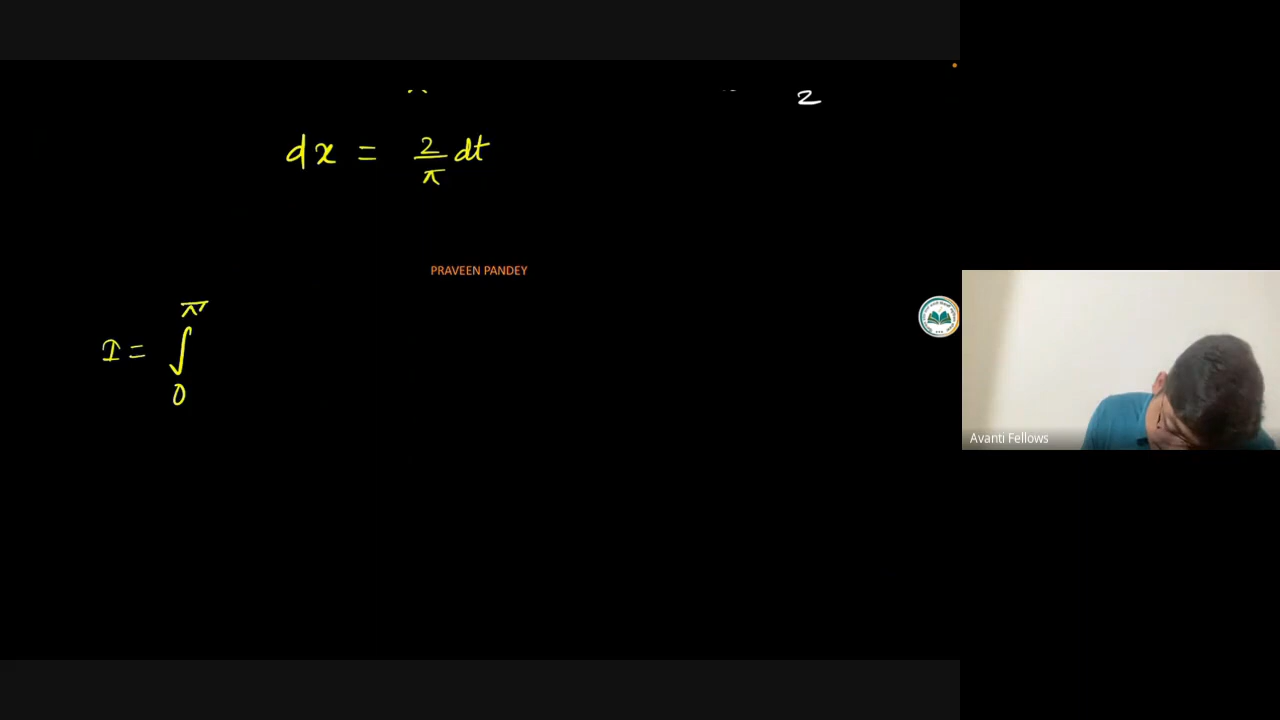 2
dx = 2/π dt
PRAVEEN PANDEY
I = ∫₀^π
Avanti Fellows